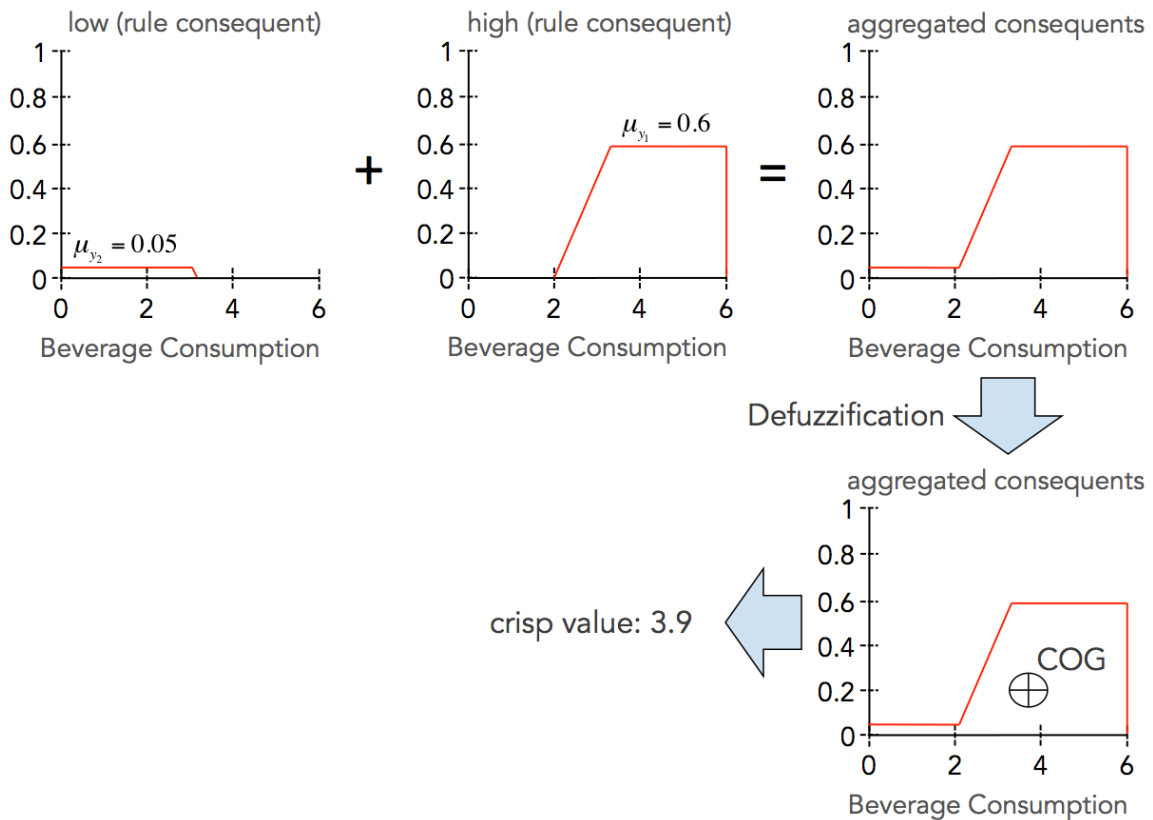 low (rule consequent)
1
0.8
0.6
0.4
0.2
0
μ_{y_2} = 0.05
0 2 4 6
Beverage Consumption
+
high (rule consequent)
1
0.8
0.6
0.4
0.2
0
μ_{y_1} = 0.6
0 2 4 6
Beverage Consumption
=
aggregated consequents
1
0.8
0.6
0.4
0.2
0
0 2 4 6
Beverage Consumption
Defuzzification
aggregated consequents
1
0.8
0.6
0.4
0.2
0
COG
0 2 4 6
Beverage Consumption
crisp value: 3.9